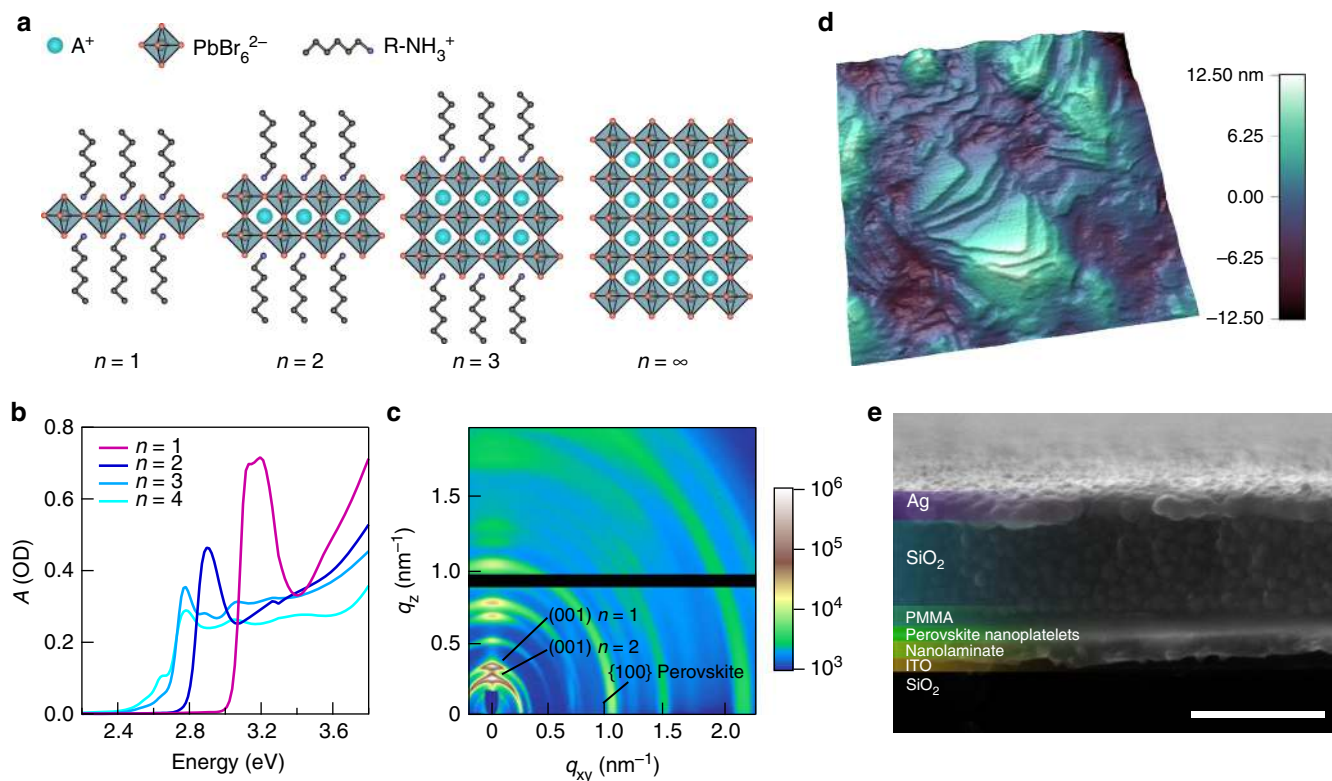 a
A⁺
PbBr₆²⁻
R-NH₃⁺
n = 1
n = 2
n = 3
n = ∞
b
0.8
0.6
0.4
0.2
0.0
A (OD)
n = 1
n = 2
n = 3
n = 4
2.4
2.8
3.2
3.6
Energy (eV)
c
1.5
1.0
0.5
0
q_z (nm⁻¹)
(001) n = 1
(001) n = 2
{100} Perovskite
0
0.5
1.0
1.5
2.0
q_xy (nm⁻¹)
10⁶
10⁵
10⁴
10³
d
12.50 nm
6.25
0.00
−6.25
−12.50
e
Ag
SiO₂
PMMA
Perovskite nanoplatelets
Nanolaminate
ITO
SiO₂